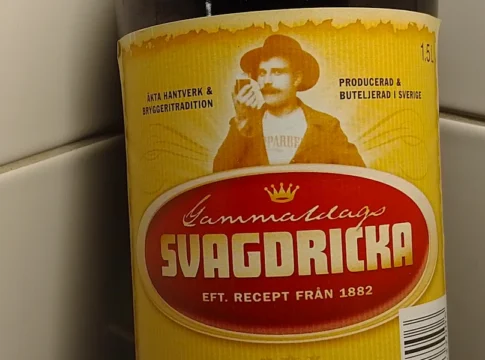 ÄKTA HANTVERK &
BRYGGERITRADITION
PRODUCERAD &
BUTELJERAD I SVERIGE
1,5L
Gammaldags
SVAGDRICKA
EFT. RECEPT FRÅN 1882